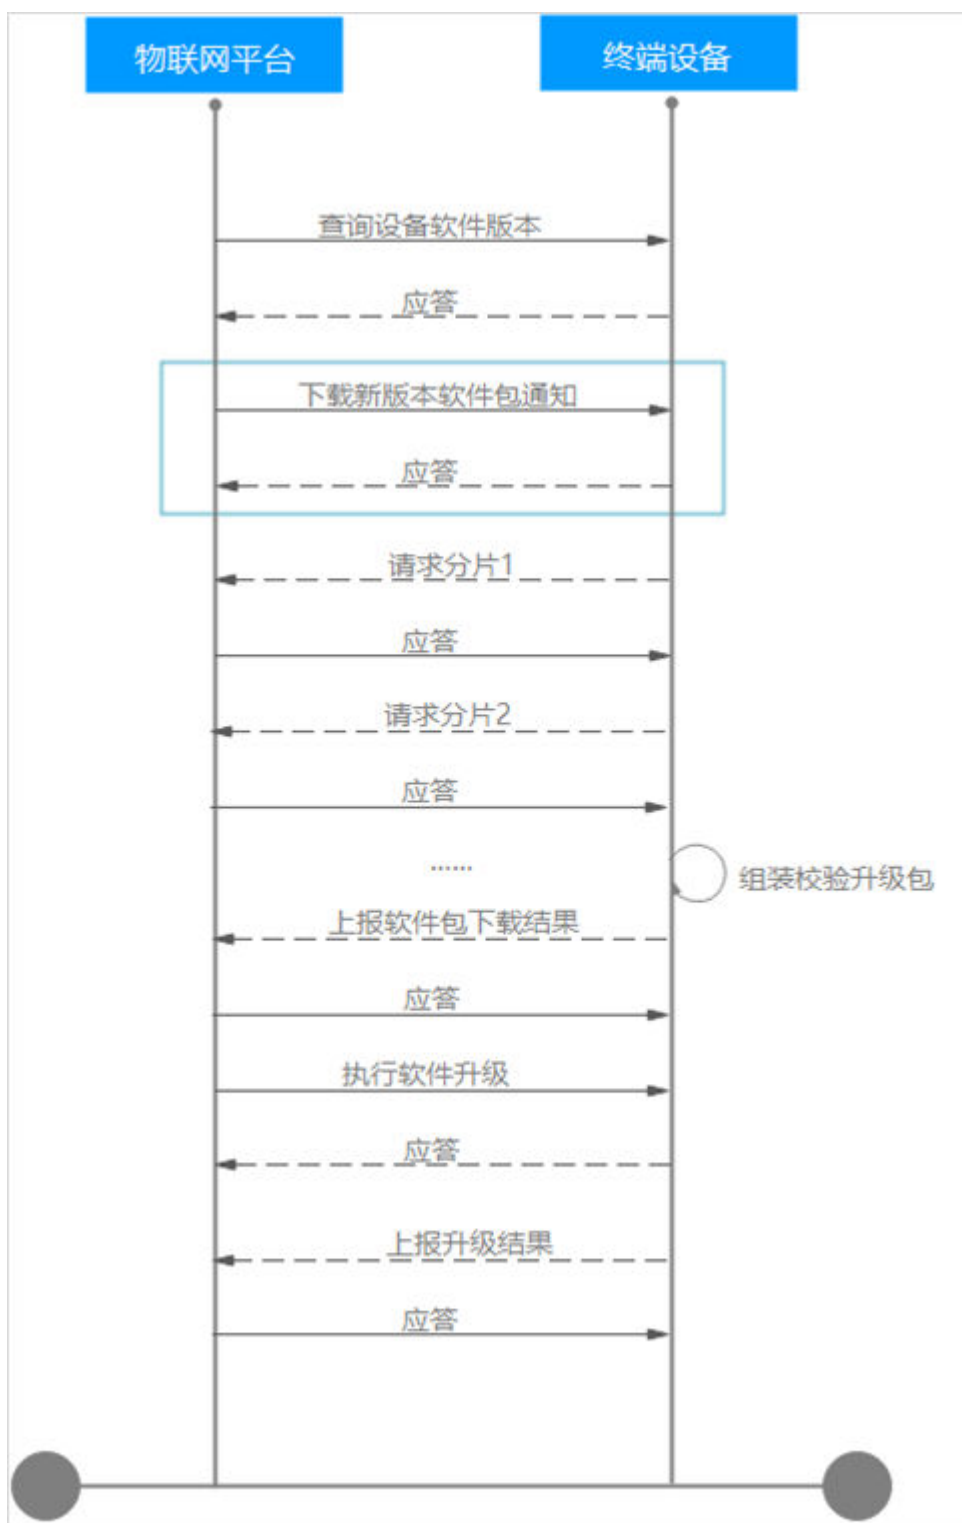 物联网平台
终端设备
查询设备软件版本
应答
下载新版本软件包通知
应答
请求分片1
应答
请求分片2
应答
......
组装校验升级包
上报软件包下载结果
应答
执行软件升级
应答
上报升级结果
应答